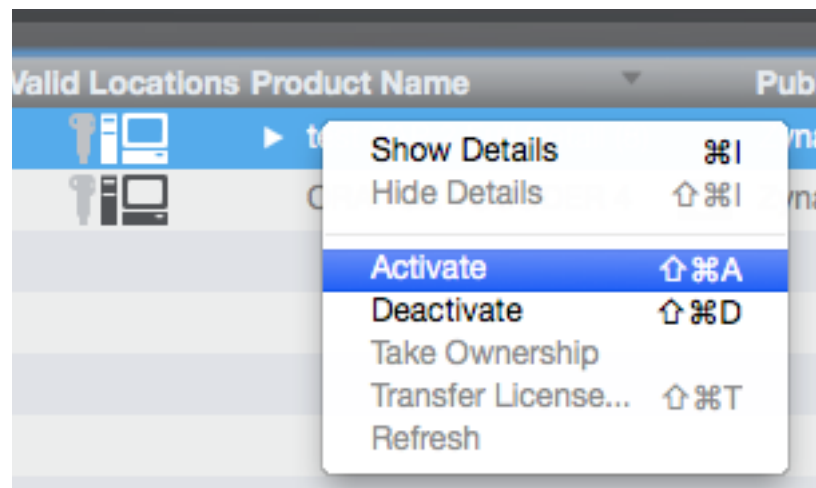 Valid Locations Product Name Pub
Show Details ⌘I
Hide Details ⇧⌘I
Activate ⇧⌘A
Deactivate ⇧⌘D
Take Ownership
Transfer License... ⇧⌘T
Refresh